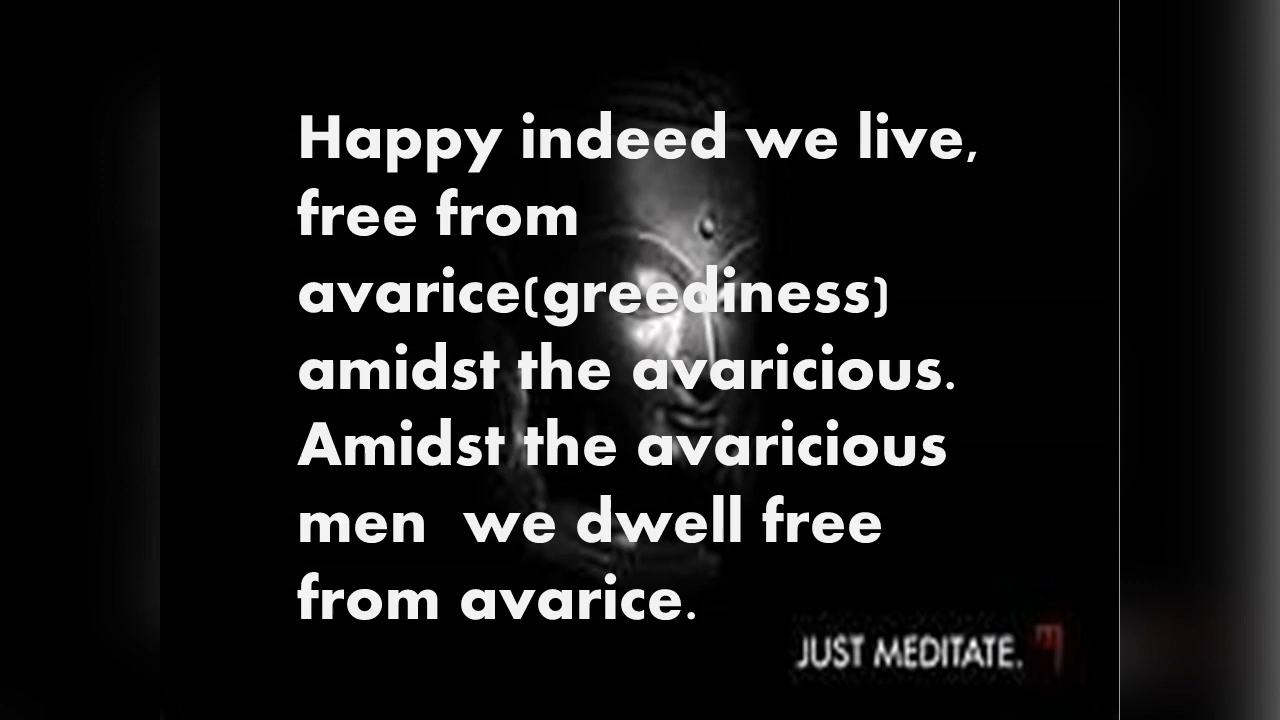 Happy indeed we live,
free from
avarice(greediness)
amidst the avaricious.
Amidst the avaricious
men  we dwell free
from avarice.
JUST MEDITATE.